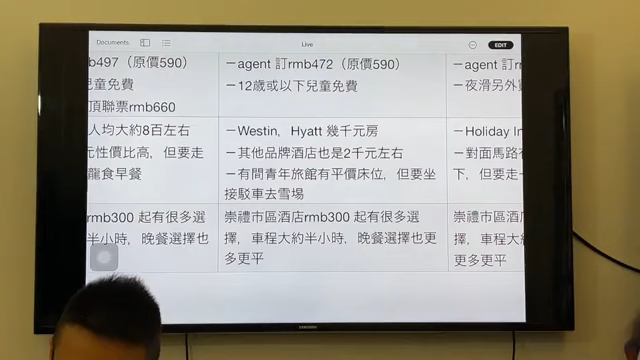 Documents
Live
EDIT
b497（原價590）
兒童免費
頂聯票rmb660
－agent 訂rmb472（原價590）
－12歲或以下兒童免費
－agent 訂
－夜滑另外
人均大約8百左右
元性價比高，但要走
龍食早餐
－Westin，Hyatt 幾千元房
－其他品牌酒店也是2千元左右
－有間青年旅館有平價床位，但要坐
接駁車去雪場
－Holiday In
－對面馬路
下，但要走
rmb300 起有很多選
半小時，晚餐選擇也
崇禮市區酒店rmb300 起有很多選
擇，車程大約半小時，晚餐選擇也更
多更平
崇禮市區
擇，車程大約
多更平
SAMSUNG